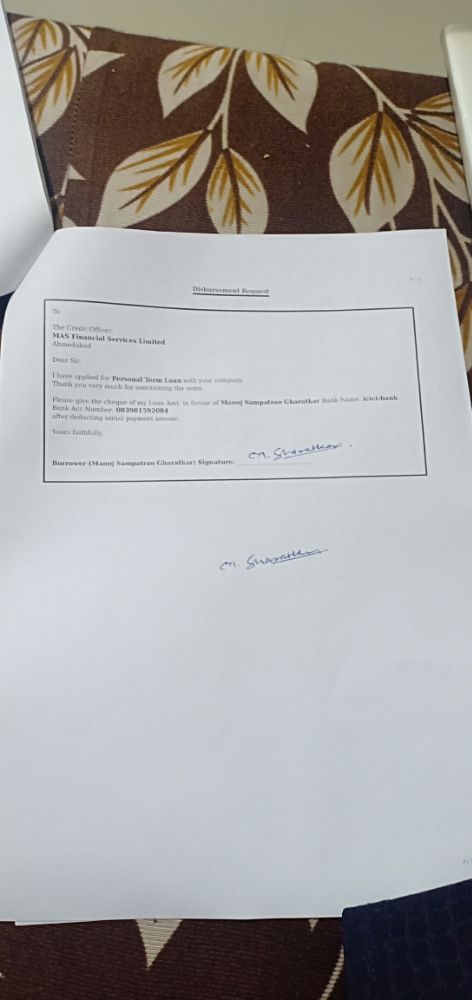 Disbursement Request
To
The Credit Officer,
MAS Financial Services Limited
Ahmedabad
Dear Sir,
I have applied for Personal Term Loan with your company
Thank you very much for sanctioning the same.
Please give the cheque of my Loan Amt. in favour of Manoj Sampatrao Gharatkar Bank Name: Icici-bank
Bank Acc Number: 003901592084
after deducting initial payment amount.
Yours faithfully,
Borrower (Manoj Sampatrao Gharatkar) Signature: M. Gharatkar
M. Gharatkar